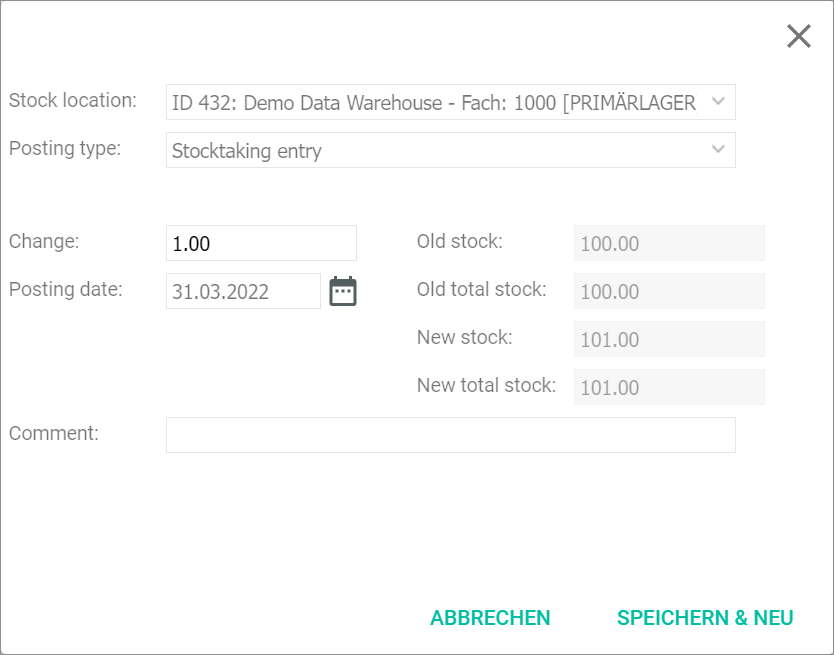 Stock location: ID 432: Demo Data Warehouse - Fach: 1000 [PRIMÄRLAGER
Posting type: Stocktaking entry
Change: 1.00 Old stock: 100.00
Posting date: 31.03.2022 Old total stock: 100.00
New stock: 101.00
New total stock: 101.00
Comment:
ABBRECHEN SPEICHERN & NEU